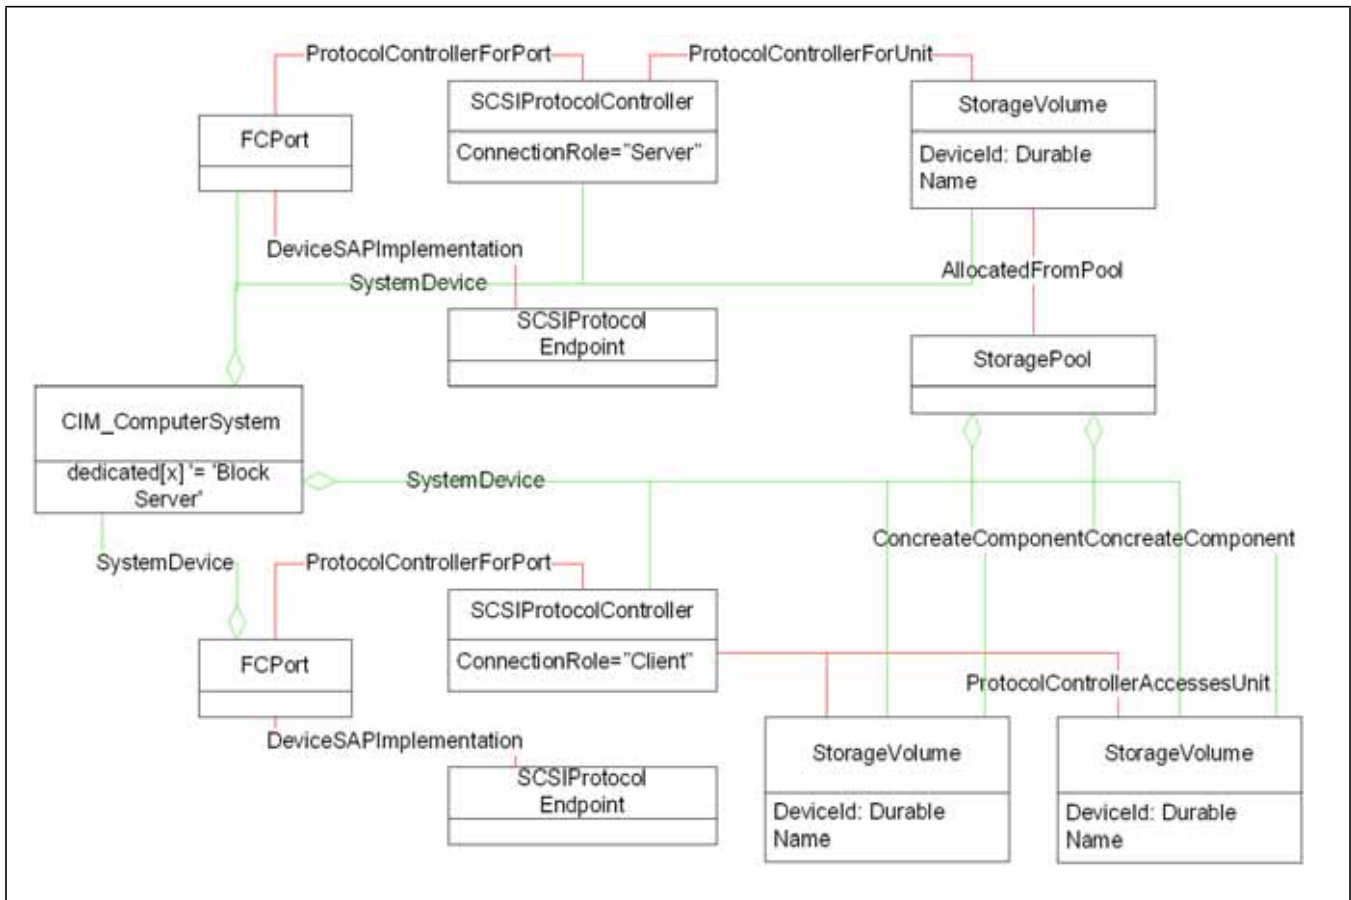 ProtocolControllerForPort
ProtocolControllerForUnit
SCSIProtocolController
ConnectionRole="Server"
StorageVolume
DeviceId: Durable
Name
FCPort
DeviceSAPImplementation
SystemDevice
AllocatedFromPool
SCSIProtocol
Endpoint
StoragePool
CIM_ComputerSystem
dedicated[x] '= 'Block
Server'
SystemDevice
ConcreateComponentConcreateComponent
SystemDevice
ProtocolControllerForPort
SCSIProtocolController
ConnectionRole="Client"
FCPort
ProtocolControllerAccessesUnit
DeviceSAPImplementation
SCSIProtocol
Endpoint
StorageVolume
DeviceId: Durable
Name
StorageVolume
DeviceId: Durable
Name